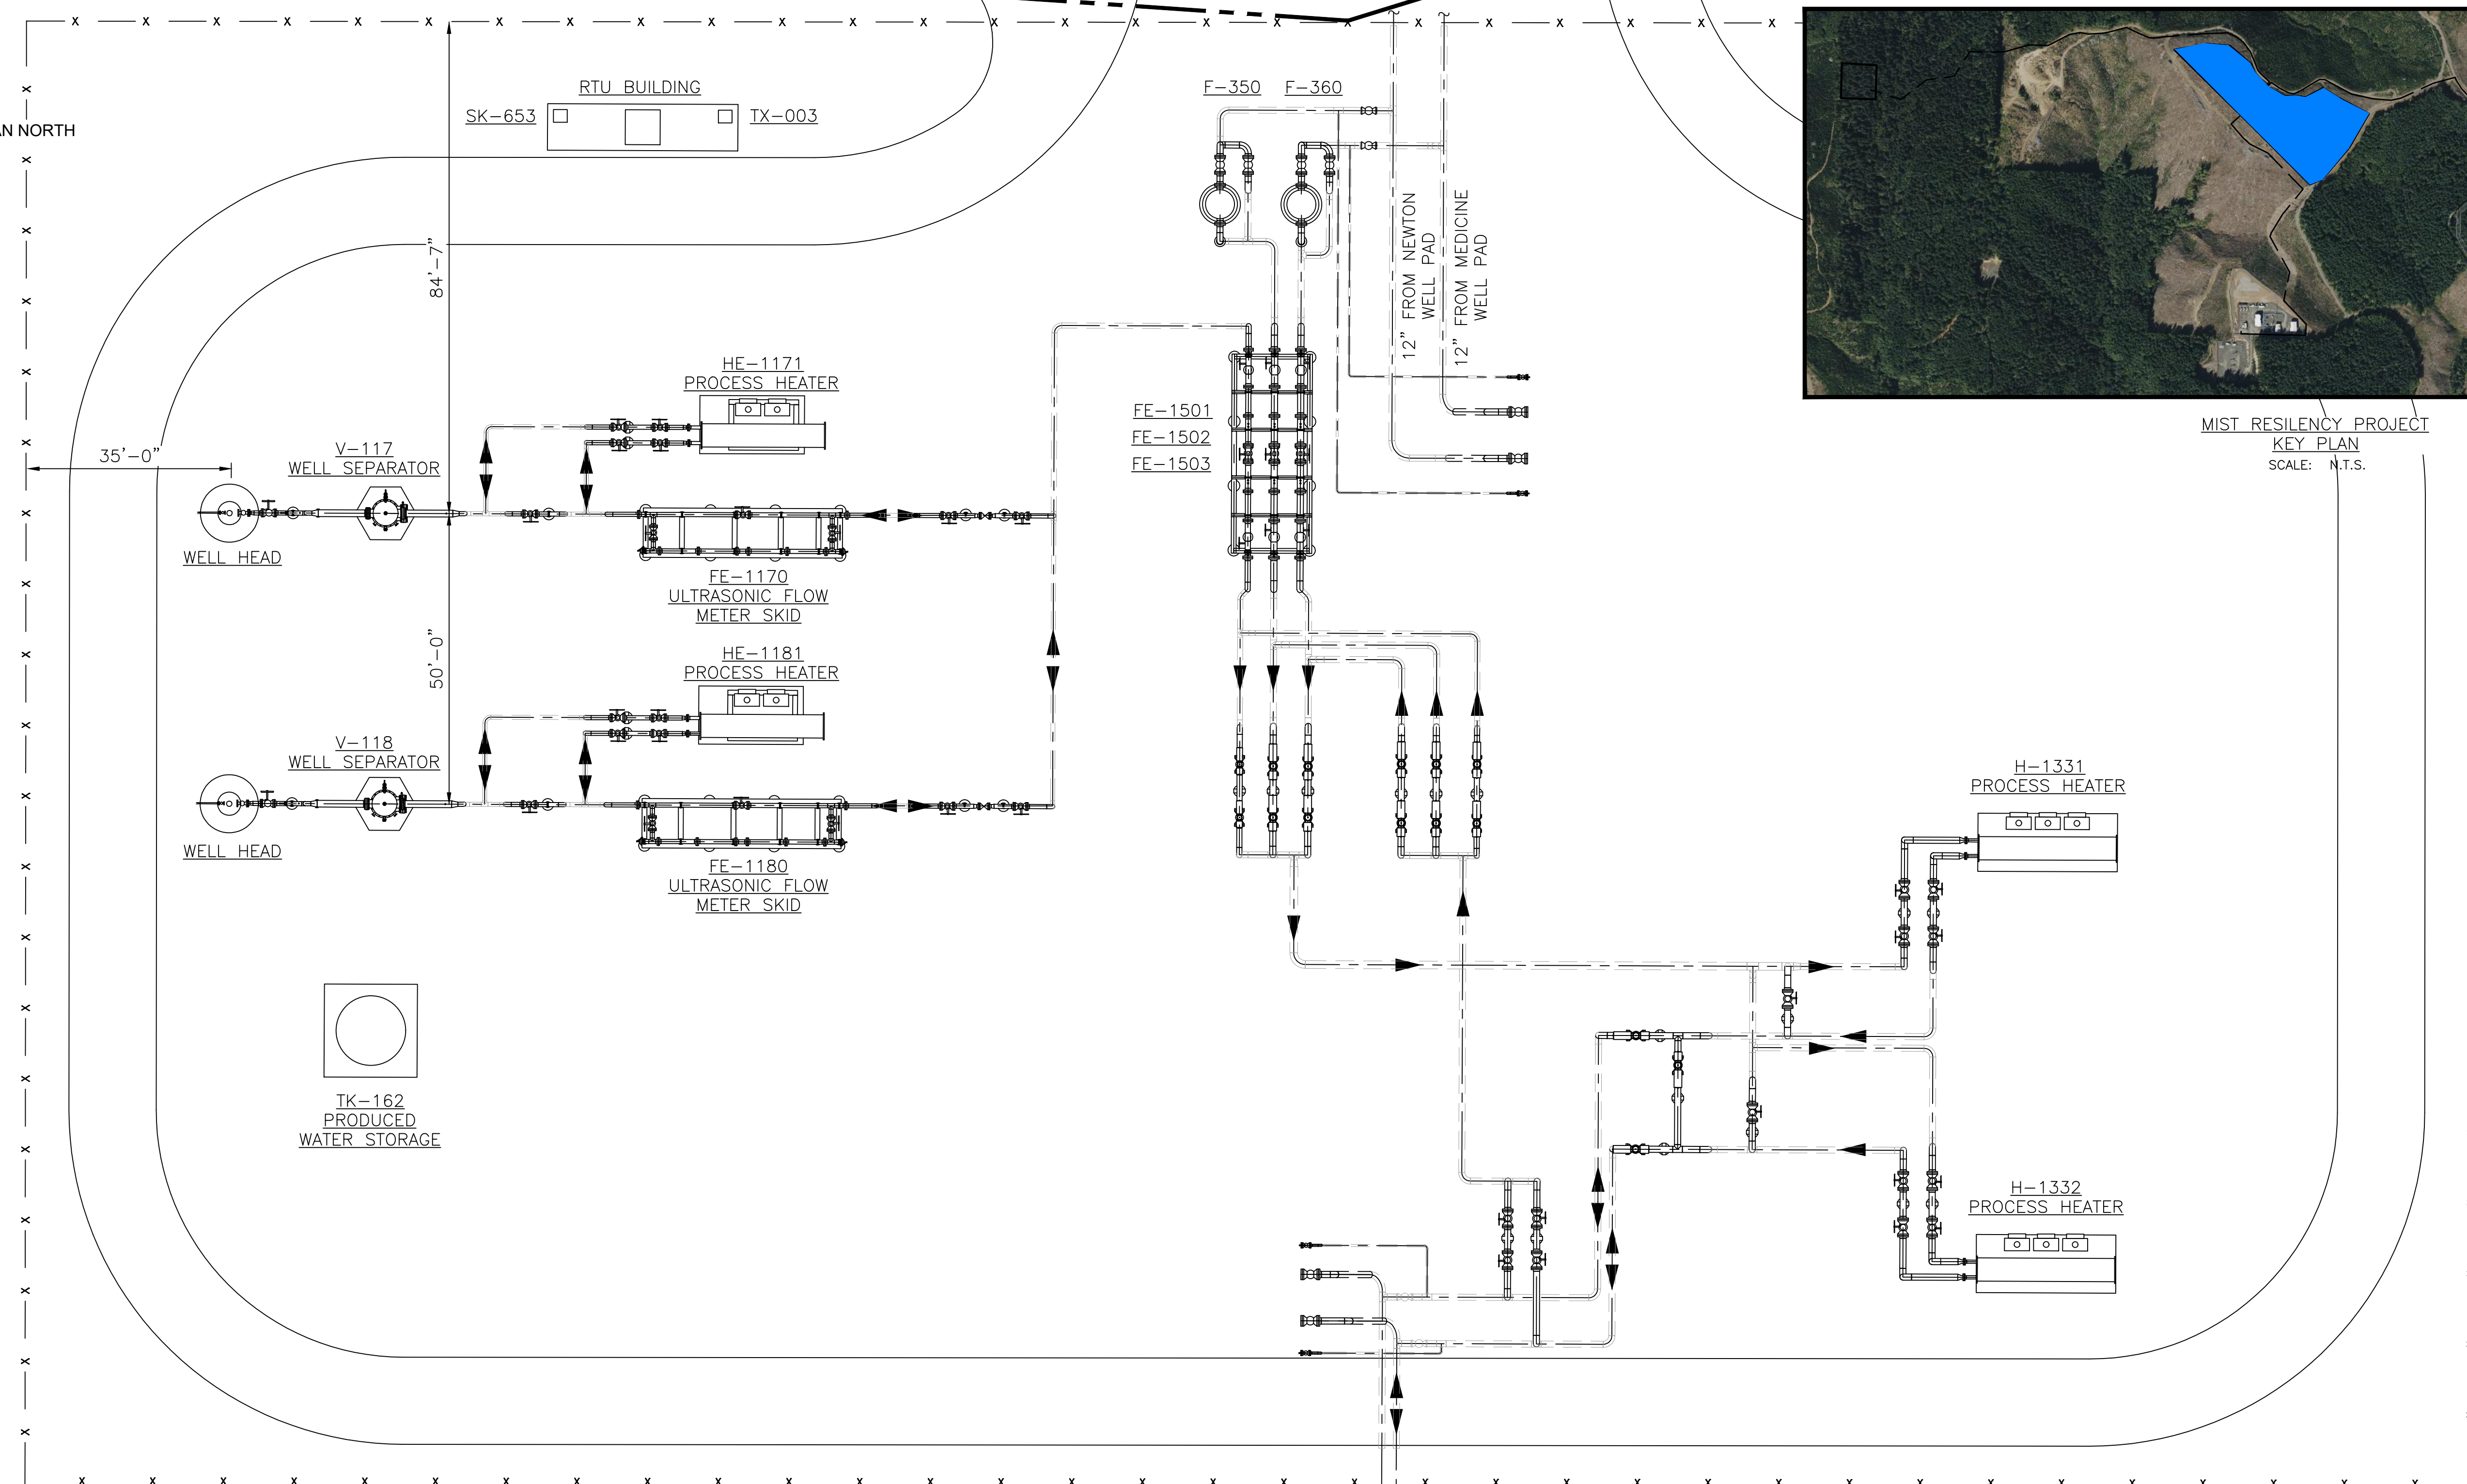 AN NORTH
RTU BUILDING
SK-653
TX-003
84'-7"
F-350
F-360
12" FROM NEWTON
WELL PAD
12" FROM MEDICINE
WELL PAD
MIST RESILENCY PROJECT
KEY PLAN
SCALE: N.T.S.
HE-1171
PROCESS HEATER
FE-1501
FE-1502
FE-1503
35'-0"
V-117
WELL SEPARATOR
WELL HEAD
FE-1170
ULTRASONIC FLOW
METER SKID
50'-0"
HE-1181
PROCESS HEATER
V-118
WELL SEPARATOR
WELL HEAD
FE-1180
ULTRASONIC FLOW
METER SKID
H-1331
PROCESS HEATER
TK-162
PRODUCED
WATER STORAGE
H-1332
PROCESS HEATER